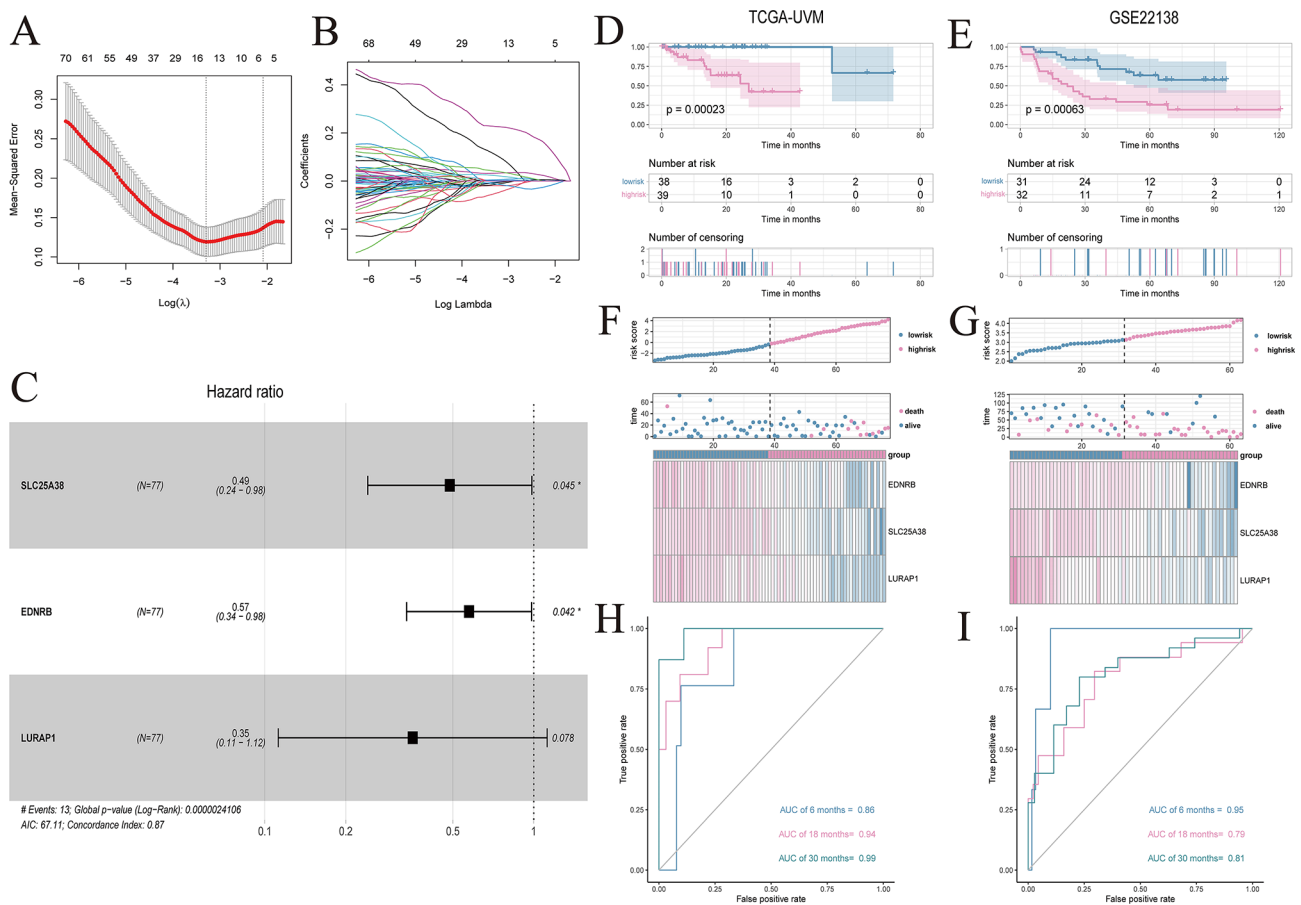 A
70 61 55 49 37 29 16 13 10 6 5
Mean−Squared Error
0.30
0.25
0.20
0.15
0.10
−6 −5 −4 −3 −2
Log(λ)
B
68 49 29 13 5
Coefficients
0.4
0.2
0.0
−0.2
−6 −5 −4 −3 −2
Log Lambda
C
Hazard ratio
SLC25A38 (N=77) 0.49 (0.24 − 0.98) 0.045 *
EDNRB (N=77) 0.57 (0.34 − 0.98) 0.042 *
LURAP1 (N=77) 0.35 (0.11 − 1.12) 0.078
# Events: 13; Global p−value (Log−Rank): 0.0000024106
AIC: 67.11; Concordance Index: 0.87
0.1 0.2 0.5 1
D
TCGA-UVM
1.00
0.75
0.50
0.25
0.00
p = 0.00023
0 20 40 60 80
Time in months
Number at risk
lowrisk 38 16 3 2 0
highrisk 39 10 1 0 0
0 20 40 60 80
Time in months
Number of censoring
2
1
0
0 20 40 60 80
Time in months
E
GSE22138
1.00
0.75
0.50
0.25
0.00
p = 0.00063
0 30 60 90 120
Time in months
Number at risk
lowrisk 31 24 12 3 0
highrisk 32 11 7 2 1
0 30 60 90 120
Time in months
Number of censoring
1
0
0 30 60 90 120
Time in months
F
risk score
4
2
0
−2
0 20 40 60
lowrisk
highrisk
time
60
40
20
0
0 20 40 60
death
alive
group
EDNRB
SLC25A38
LURAP1
G
risk score
4.0
3.5
3.0
2.5
2.0
0 20 40 60
lowrisk
highrisk
time
125
100
75
50
25
0
0 20 40 60
death
alive
group
EDNRB
SLC25A38
LURAP1
H
True positive rate
1.00
0.75
0.50
0.25
0.00
AUC of 6 months = 0.86
AUC of 18 months= 0.94
AUC of 30 months= 0.99
0.00 0.25 0.50 0.75 1.00
False positive rate
I
True positive rate
1.00
0.75
0.50
0.25
0.00
AUC of 6 months = 0.95
AUC of 18 months= 0.79
AUC of 30 months= 0.81
0.00 0.25 0.50 0.75 1.00
False positive rate